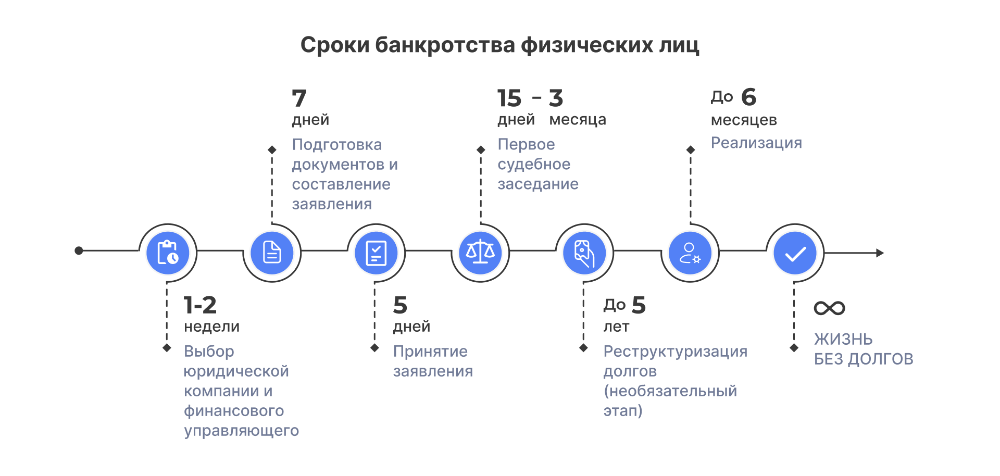 Сроки банкротства физических лиц
1-2
недели
Выбор
юридической
компании и
финансового
управляющего
7
дней
Подготовка
документов и
составление
заявления
5
дней
Принятие
заявления
15 - 3
дней месяца
Первое
судебное
заседание
До 5
лет
Реструктуризация
долгов
(необязательный
этап)
До 6
месяцев
Реализация
∞
ЖИЗНЬ
БЕЗ ДОЛГОВ